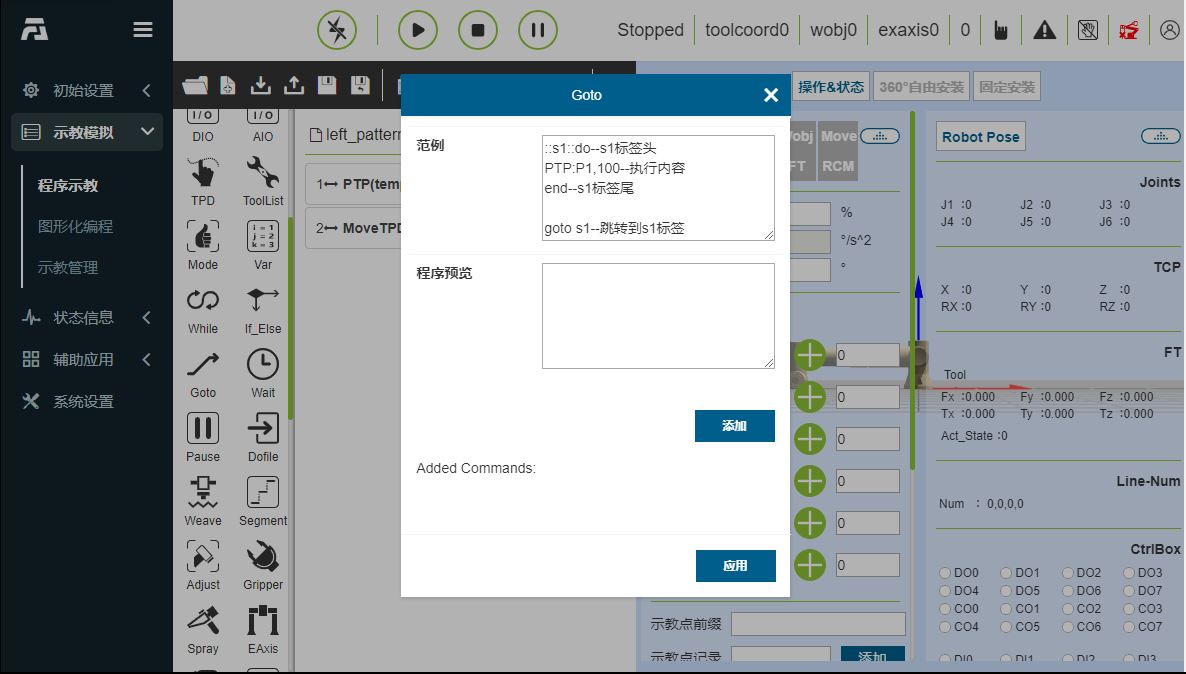 Stopped
toolcoord0
wobj0
exaxis0
0
初始设置
示教模拟
程序示教
图形化编程
示教管理
状态信息
辅助应用
系统设置
I/O
I/O
DIO
AIO
TPD
ToolList
i = 1
j = 2
k = 3
Mode
Var
While
If_Else
Goto
Wait
Pause
Dofile
Weave
Segment
Adjust
Gripper
Spray
EAxis
left_pattern
1 PTP(temp
2 MoveTPD
Goto
范例
::s1::do--s1标签头
PTP:P1,100--执行内容
end--s1标签尾
goto s1--跳转到s1标签
程序预览
添加
Added Commands:
应用
操作&状态
360°自由安装
固定安装
obj
Move
FT
RCM
%
°/s^2
°
0
0
0
0
0
0
示教点前缀
示教点记录
添加
Robot Pose
Joints
J1 :0 J2 :0 J3 :0
J4 :0 J5 :0 J6 :0
TCP
X :0 Y :0 Z :0
RX :0 RY :0 RZ :0
FT
Tool
Fx :0.000 Fy :0.000 Fz :0.000
Tx :0.000 Ty :0.000 Tz :0.000
Act_State :0
Line-Num
Num : 0,0,0,0
CtrlBox
DO0 DO1 DO2 DO3
DO4 DO5 DO6 DO7
CO0 CO1 CO2 CO3
CO4 CO5 CO6 CO7
DI0 DI1 DI2 DI3